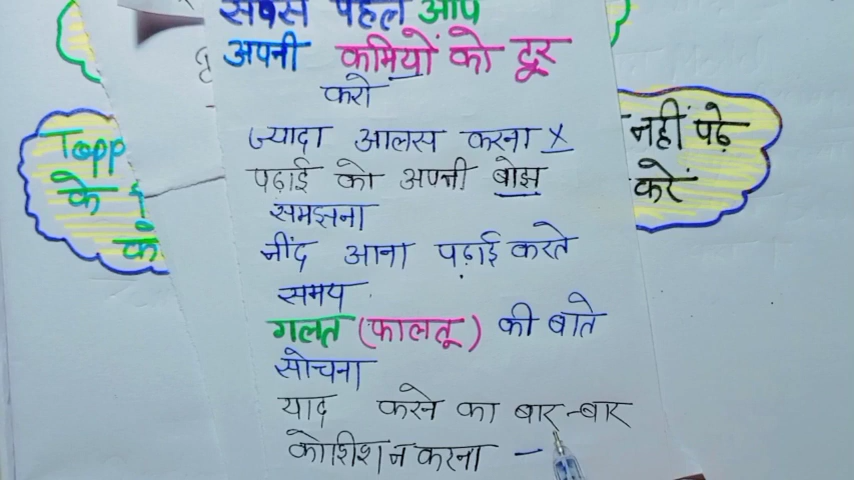 सबसे पहले आप
अपनी कमियों को दूर
करो
ज्यादा आलस करना X
पढ़ाई को अपनी बोझ
समझना
नींद आना पढ़ाई करते
समय
गलत (फालतू) की बाते
सोचना
याद करने का बार-बार
कोशिश न करना -
Topp
के
नहीं पढ़े
करें